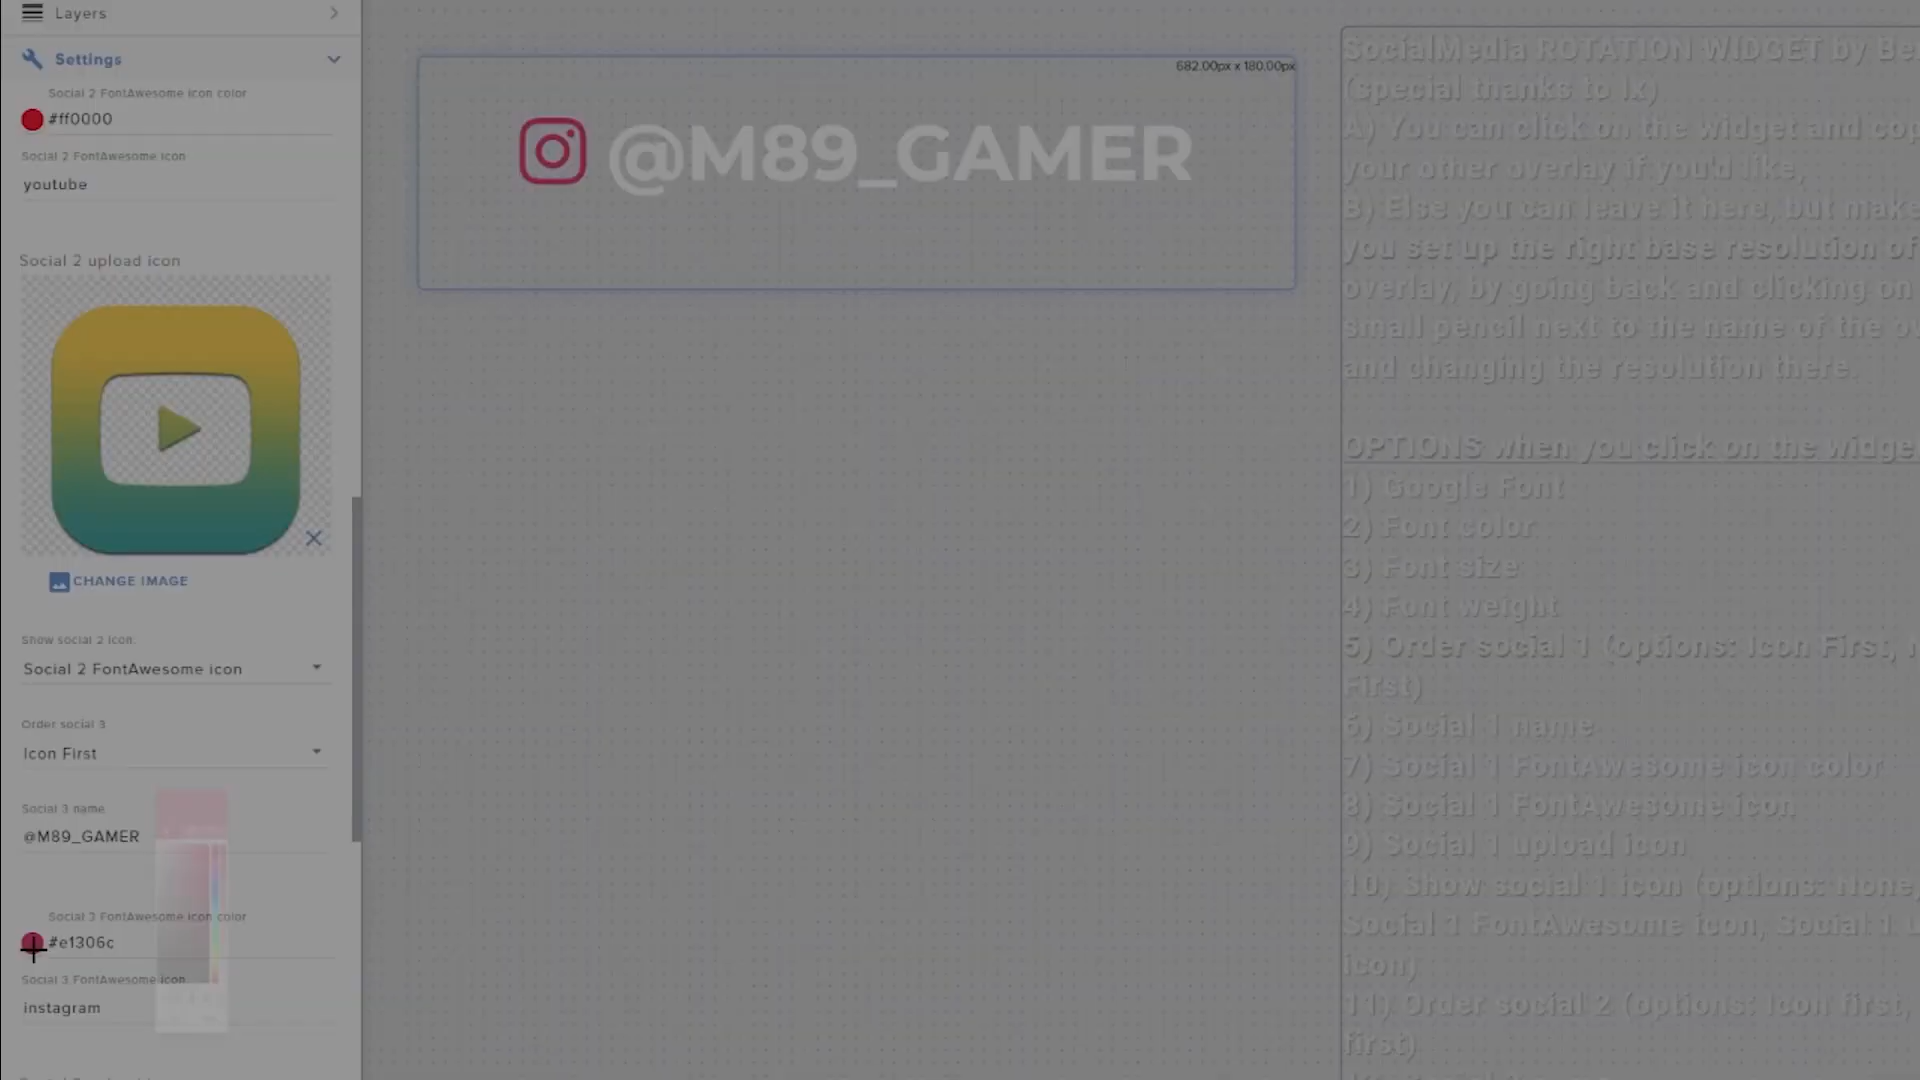 Layers
Settings
Social 2 FontAwesome icon color
#ff0000
Social 2 FontAwesome icon
youtube
Social 2 upload icon
CHANGE IMAGE
Show social 2 icon:
Social 2 FontAwesome icon
Order social 3:
Icon First
Social 3 name
@M89_GAMER
Social 3 FontAwesome icon color
#e1306c
Social 3 FontAwesome icon
instagram
682.00px x 180.00px
@M89_GAMER
SocialMedia ROTATION WIDGET by
(special thanks to lx)
A) You can click on the widget and
your other overlay if you'd like,
B) Else you can leave it here, but make
you set up the right base resolution of
overlay, by going back and clicking on
small pencil next to the name of the
and changing the resolution there.
OPTIONS when you click on the
1) Google Font
2) Font color
3) Font size
4) Font weight
5) Order social 1 (options: Icon First,
First)
6) Social 1 name
7) Social 1 FontAwesome icon color
8) Social 1 FontAwesome icon
9) Social 1 upload icon
10) Show social 1 icon (options: None,
Social 1 FontAwesome icon, Social 1
icon)
11) Order social 2 (options: Icon first,
first)